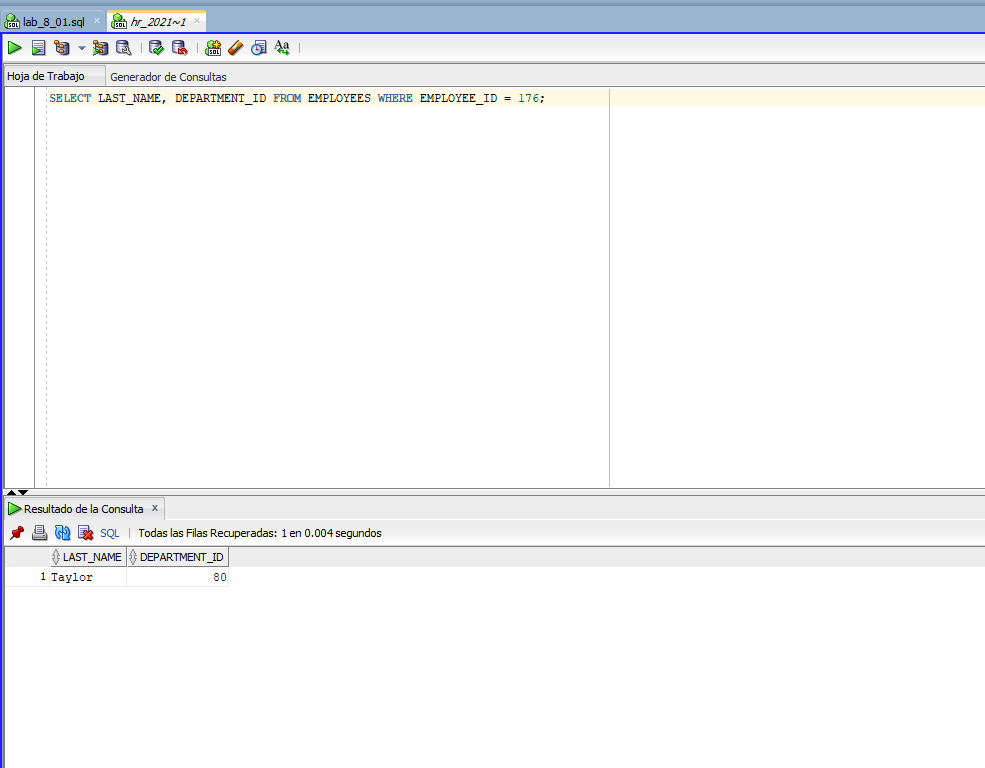 lab_8_01.sql hr_2021~1
Hoja de Trabajo Generador de Consultas
SELECT LAST_NAME, DEPARTMENT_ID FROM EMPLOYEES WHERE EMPLOYEE_ID = 176;
Resultado de la Consulta x
SQL | Todas las Filas Recuperadas: 1 en 0.004 segundos
LAST_NAME DEPARTMENT_ID
1 Taylor 80